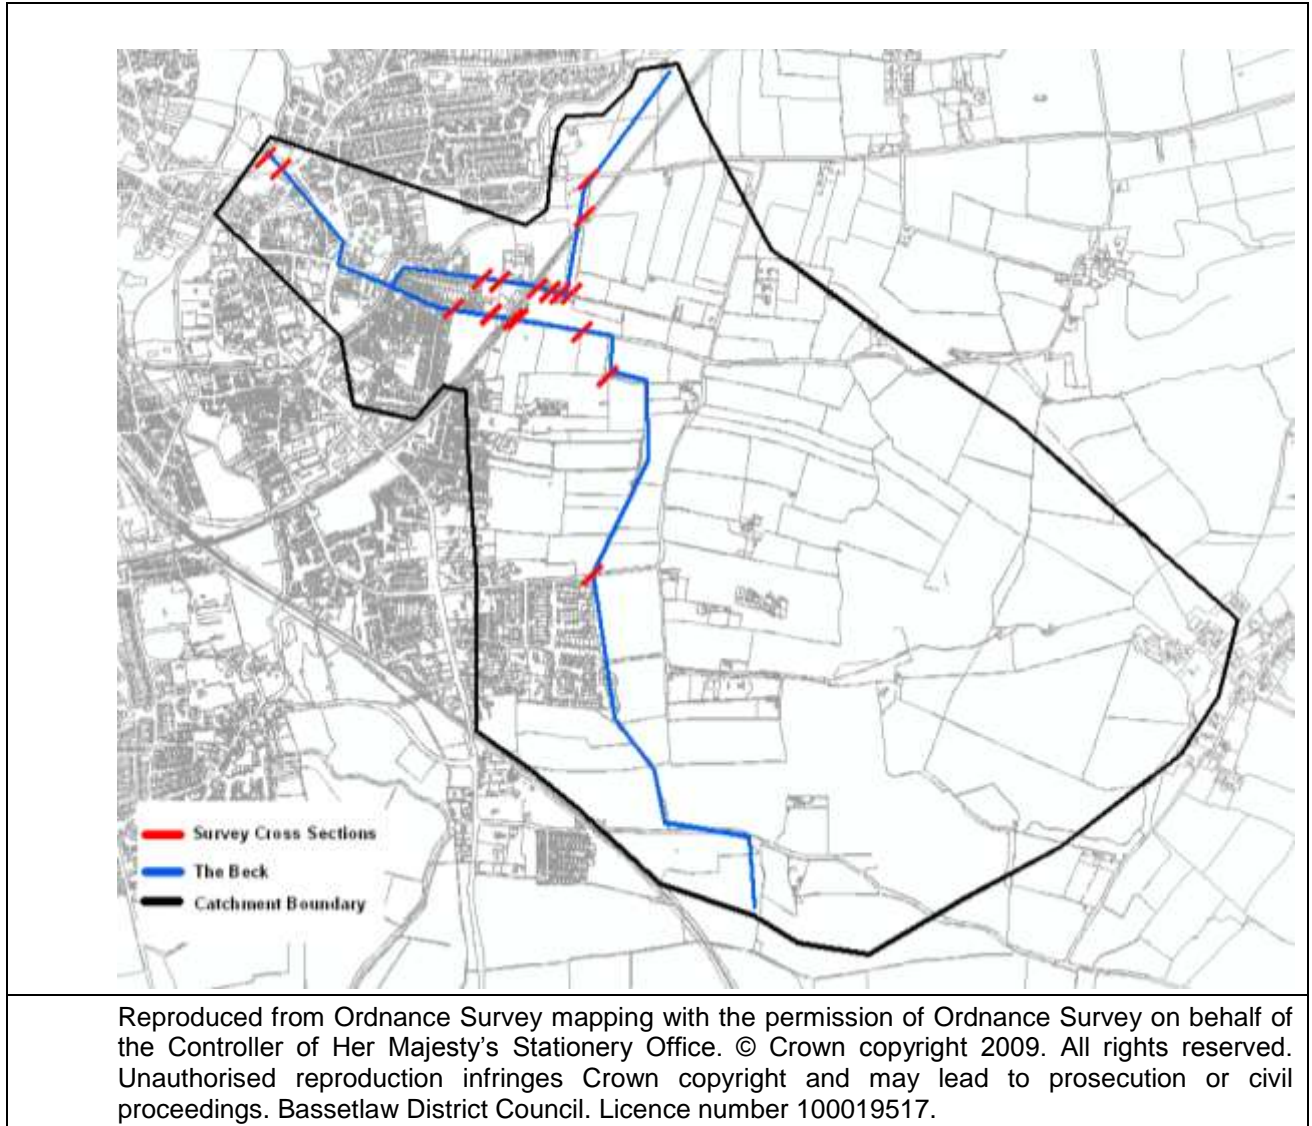 Survey Cross Sections
The Beck
Catchment Boundary
Reproduced from Ordnance Survey mapping with the permission of Ordnance Survey on behalf of
the Controller of Her Majesty's Stationery Office. © Crown copyright 2009. All rights reserved.
Unauthorised reproduction infringes Crown copyright and may lead to prosecution or civil
proceedings. Bassetlaw District Council. Licence number 100019517.